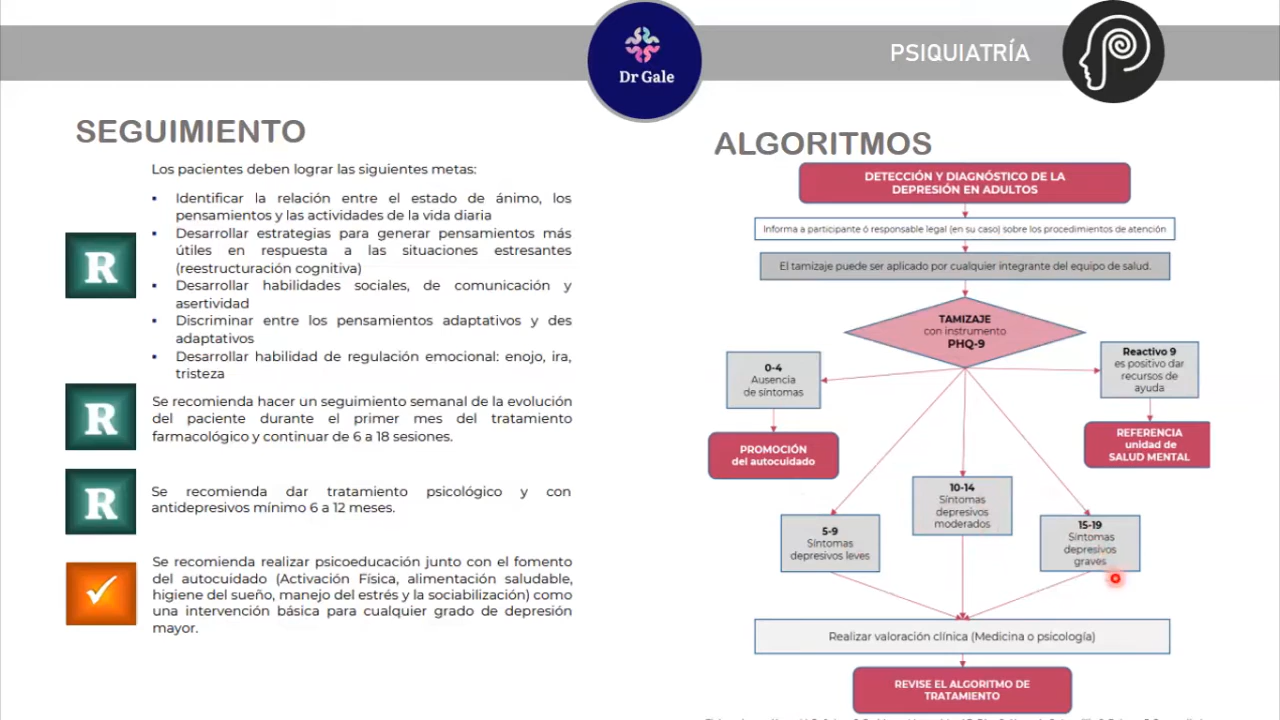 PSIQUIATRÍA
Dr Gale
SEGUIMIENTO
Los pacientes deben lograr las siguientes metas:
▪ Identificar la relación entre el estado de ánimo, los
pensamientos y las actividades de la vida diaria
▪ Desarrollar estrategias para generar pensamientos más
útiles en respuesta a las situaciones estresantes
(reestructuración cognitiva)
▪ Desarrollar habilidades sociales, de comunicación y
asertividad
▪ Discriminar entre los pensamientos adaptativos y des
adaptativos
▪ Desarrollar habilidad de regulación emocional: enojo, ira,
tristeza
R
Se recomienda hacer un seguimiento semanal de la evolución
del paciente durante el primer mes del tratamiento
farmacológico y continuar de 6 a 18 sesiones.
R
Se recomienda dar tratamiento psicológico y con
antidepresivos mínimo 6 a 12 meses.
R
Se recomienda realizar psicoeducación junto con el fomento
del autocuidado (Activación Física, alimentación saludable,
higiene del sueño, manejo del estrés y la sociabilización) como
una intervención básica para cualquier grado de depresión
mayor.
ALGORITMOS
DETECCIÓN Y DIAGNÓSTICO DE LA
DEPRESIÓN EN ADULTOS
Informa a participante ó responsable legal (en su caso) sobre los procedimientos de atención
El tamizaje puede ser aplicado por cualquier integrante del equipo de salud.
TAMIZAJE
con instrumento
PHQ-9
0-4
Ausencia
de síntomas
PROMOCIÓN
del autocuidado
Reactivo 9
es positivo dar
recursos de
ayuda
REFERENCIA
unidad de
SALUD MENTAL
5-9
Síntomas
depresivos leves
10-14
Síntomas
depresivos
moderados
15-19
Síntomas
depresivos
graves
Realizar valoración clínica (Medicina o psicología)
REVISE EL ALGORITMO DE
TRATAMIENTO